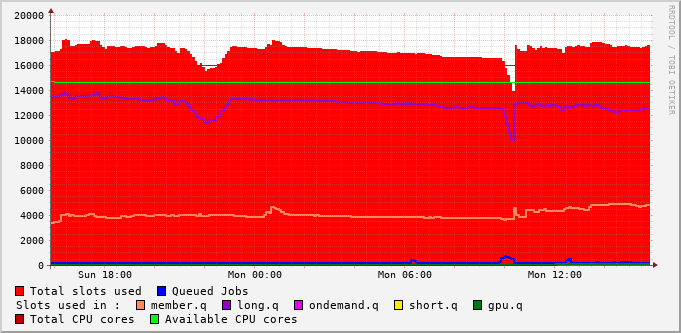 RRDTOOL / TOBI OETIKER
20000
18000
16000
14000
12000
10000
8000
6000
4000
2000
0
Sun 18:00 Mon 00:00 Mon 06:00 Mon 12:00
Total slots used Queued Jobs
Slots used in : member.q long.q ondemand.q short.q gpu.q
Total CPU cores Available CPU cores